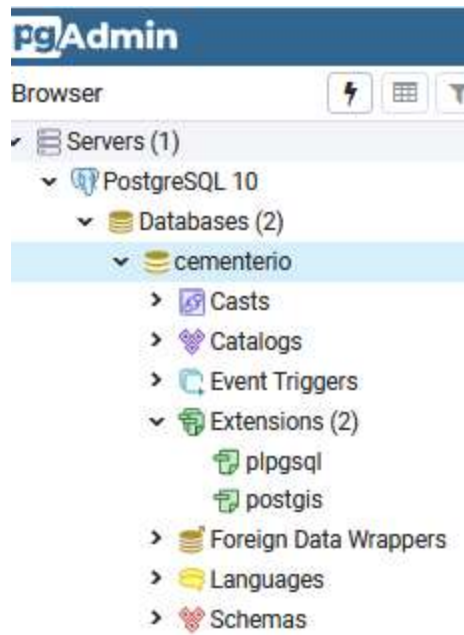 pgAdmin
Browser
Servers (1)
PostgreSQL 10
Databases (2)
cementerio
Casts
Catalogs
Event Triggers
Extensions (2)
plpgsql
postgis
Foreign Data Wrappers
Languages
Schemas